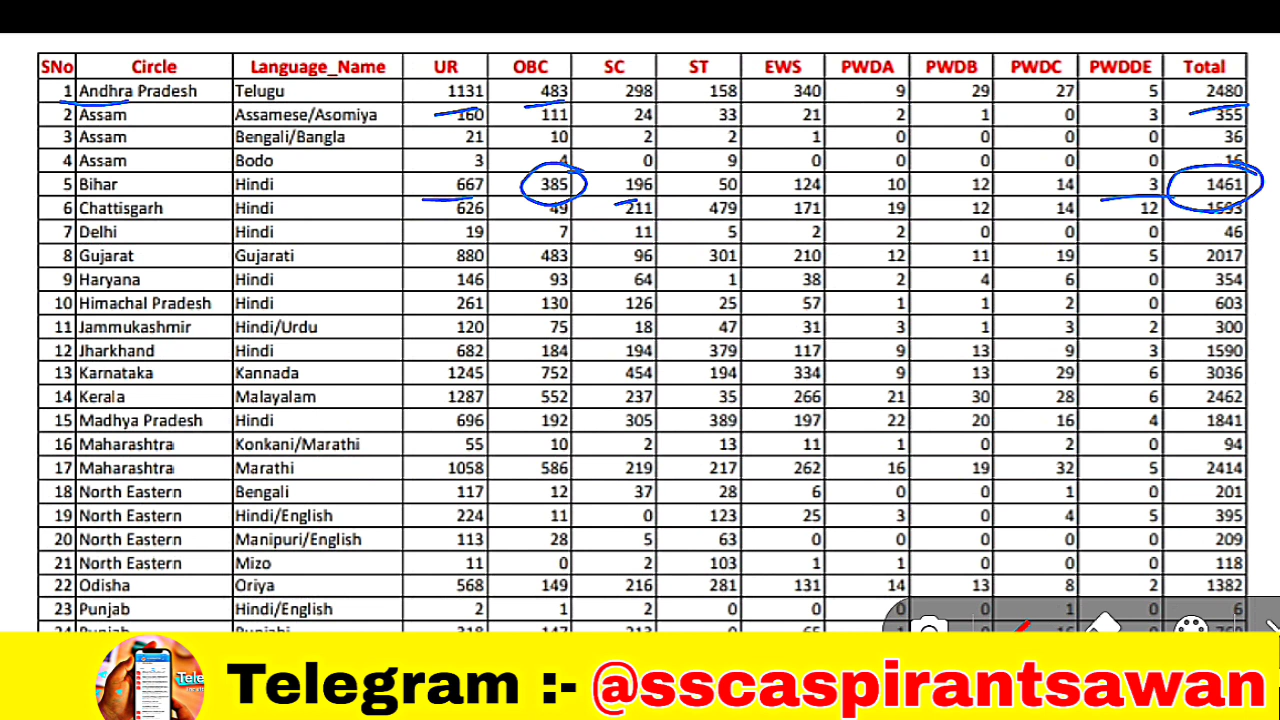 SNo Circle Language_Name UR OBC SC ST EWS PWDA PWDB PWDC PWDDE Total
1 Andhra Pradesh Telugu 1131 483 298 158 340 9 29 27 5 2480
2 Assam Assamese/Asomiya 160 111 24 33 21 2 1 0 3 355
3 Assam Bengali/Bangla 21 10 2 2 1 0 0 0 0 36
4 Assam Bodo 3 4 0 9 0 0 0 0 0 16
5 Bihar Hindi 667 385 196 50 124 10 12 14 3 1461
6 Chattisgarh Hindi 626 49 211 479 171 19 12 14 12 1593
7 Delhi Hindi 19 7 11 5 2 2 0 0 0 46
8 Gujarat Gujarati 880 483 96 301 210 12 11 19 5 2017
9 Haryana Hindi 146 93 64 1 38 2 4 6 0 354
10 Himachal Pradesh Hindi 261 130 126 25 57 1 1 2 0 603
11 Jammukashmir Hindi/Urdu 120 75 18 47 31 3 1 3 2 300
12 Jharkhand Hindi 682 184 194 379 117 9 13 9 3 1590
13 Karnataka Kannada 1245 752 454 194 334 9 13 29 6 3036
14 Kerala Malayalam 1287 552 237 35 266 21 30 28 6 2462
15 Madhya Pradesh Hindi 696 192 305 389 197 22 20 16 4 1841
16 Maharashtra Konkani/Marathi 55 10 2 13 11 1 0 2 0 94
17 Maharashtra Marathi 1058 586 219 217 262 16 19 32 5 2414
18 North Eastern Bengali 117 12 37 28 6 0 0 1 0 201
19 North Eastern Hindi/English 224 11 0 123 25 3 0 4 5 395
20 North Eastern Manipuri/English 113 28 5 63 0 0 0 0 0 209
21 North Eastern Mizo 11 0 2 103 1 1 0 0 0 118
22 Odisha Oriya 568 149 216 281 131 14 13 8 2 1382
23 Punjab Hindi/English 2 1 2 0 0 0 0 1 0 6
Telegram :- @sscaspirantsawan